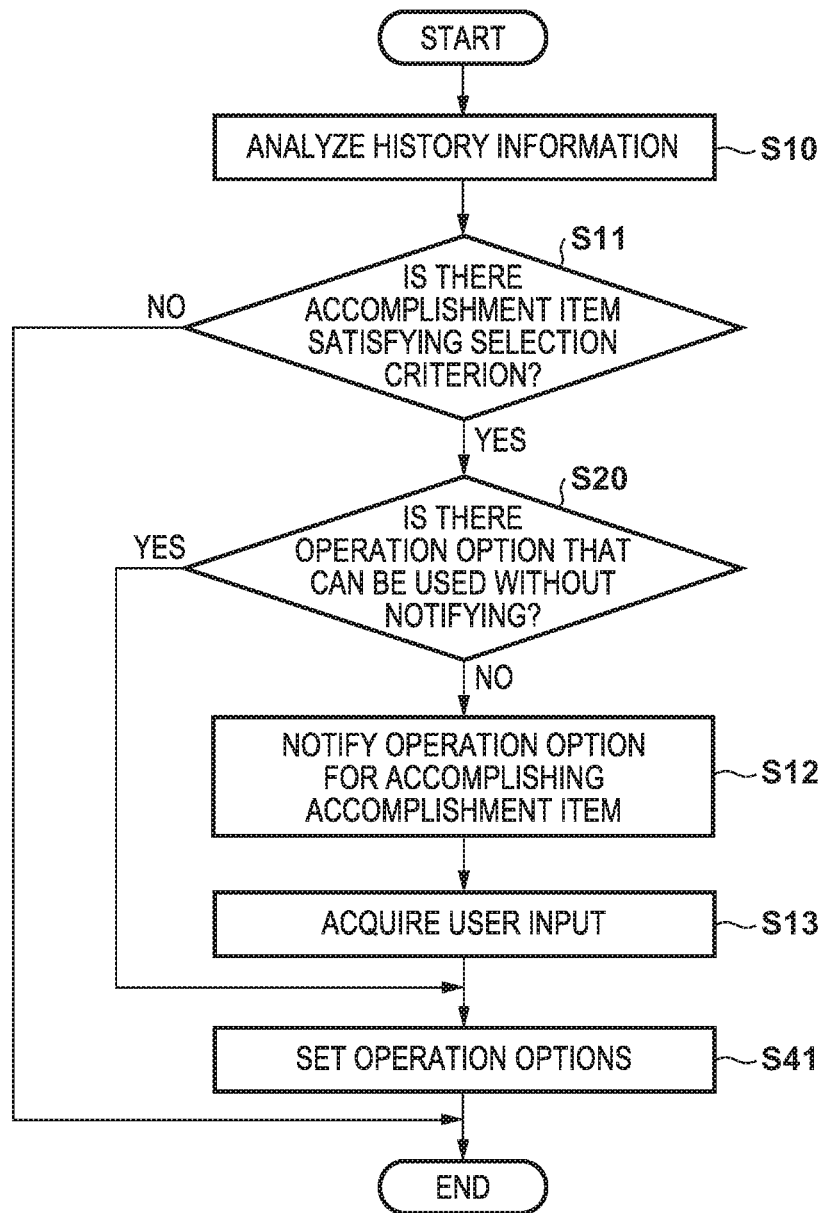 START
ANALYZE HISTORY INFORMATION
S10
S11
IS THERE
ACCOMPLISHMENT ITEM
SATISFYING SELECTION
CRITERION?
NO
YES
S20
IS THERE
OPERATION OPTION THAT
CAN BE USED WITHOUT
NOTIFYING?
YES
NO
NOTIFY OPERATION OPTION
FOR ACCOMPLISHING
ACCOMPLISHMENT ITEM
S12
ACQUIRE USER INPUT
S13
SET OPERATION OPTIONS
S41
END